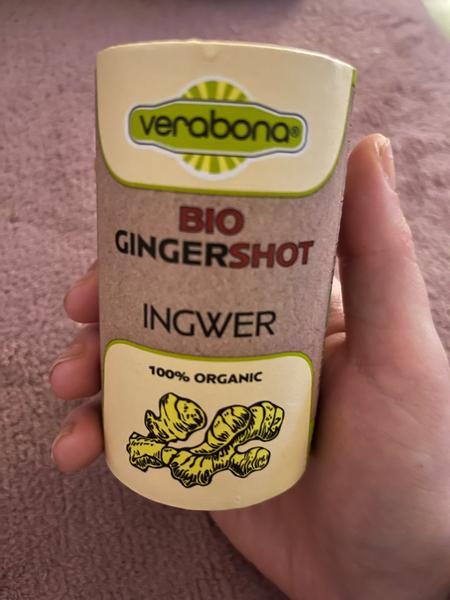 verabona®
BIO
GINGERSHOT
INGWER
100% ORGANIC